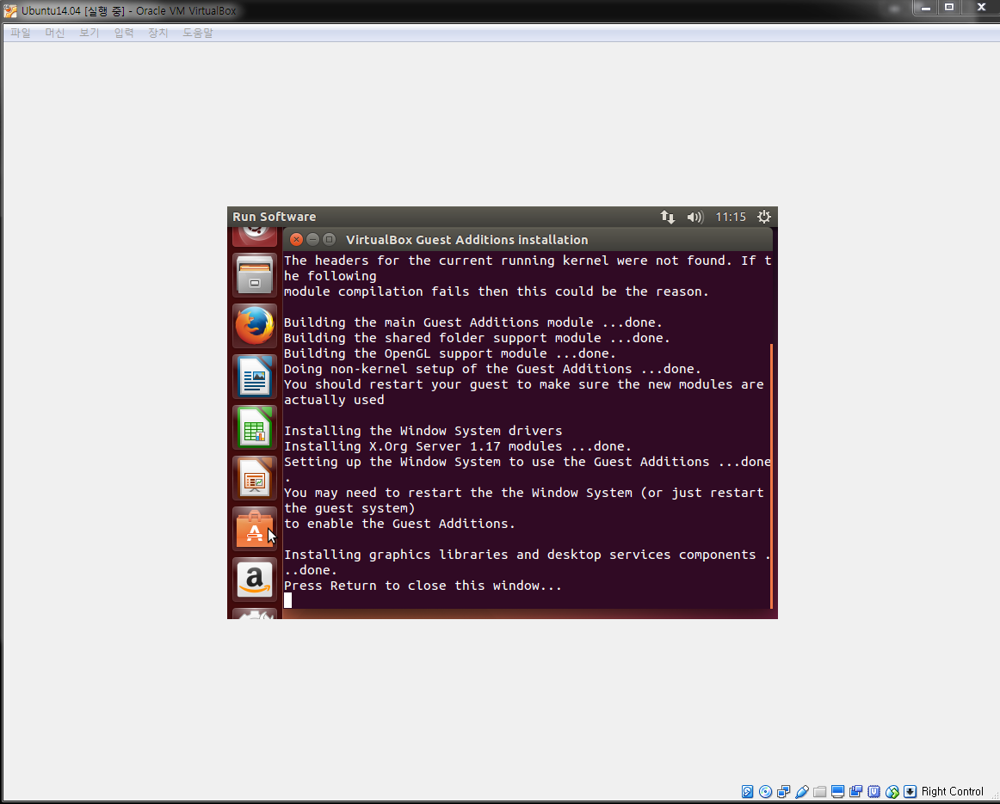 Ubuntu14.04 [실행 중] - Oracle VM VirtualBox
파일 머신 보기 입력 장치 도움말
Run Software 11:15
VirtualBox Guest Additions installation
The headers for the current running kernel were not found. If t
he following
module compilation fails then this could be the reason.
Building the main Guest Additions module ...done.
Building the shared folder support module ...done.
Building the OpenGL support module ...done.
Doing non-kernel setup of the Guest Additions ...done.
You should restart your guest to make sure the new modules are
actually used
Installing the Window System drivers
Installing X.Org Server 1.17 modules ...done.
Setting up the Window System to use the Guest Additions ...done
.
You may need to restart the the Window System (or just restart
the guest system)
to enable the Guest Additions.
Installing graphics libraries and desktop services components .
..done.
Press Return to close this window...
Right Control